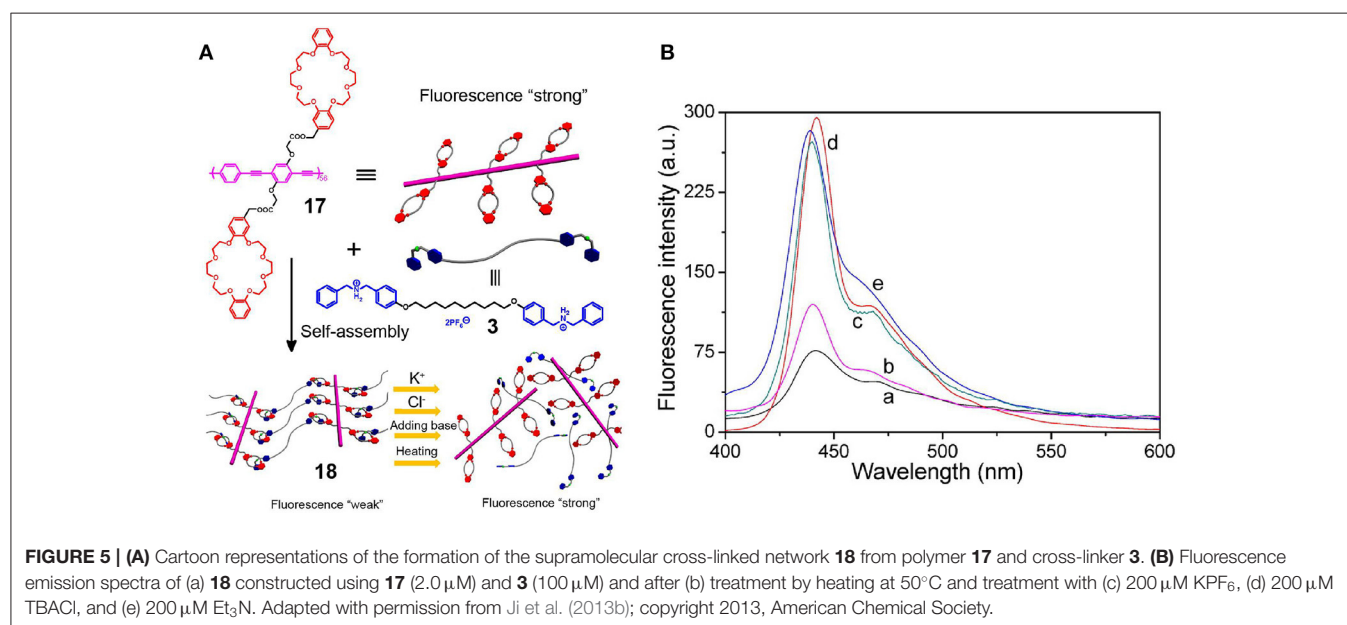 A
B
Fluorescence "strong"
COO
O
OOC
56
17
+
H₂
N
⊕
2PF₆⊖
3
Self-assembly
K⁺
Cl⁻
Adding base
Heating
18
Fluorescence "weak"
Fluorescence "strong"
Fluorescence intensity (a.u.)
300
225
150
75
0
400
450
500
550
600
Wavelength (nm)
d
e
c
b
a
FIGURE 5 | (A) Cartoon representations of the formation of the supramolecular cross-linked network 18 from polymer 17 and cross-linker 3. (B) Fluorescence
emission spectra of (a) 18 constructed using 17 (2.0 μM) and 3 (100 μM) and after (b) treatment by heating at 50°C and treatment with (c) 200 μM KPF₆, (d) 200 μM
TBACl, and (e) 200 μM Et₃N. Adapted with permission from Ji et al. (2013b); copyright 2013, American Chemical Society.